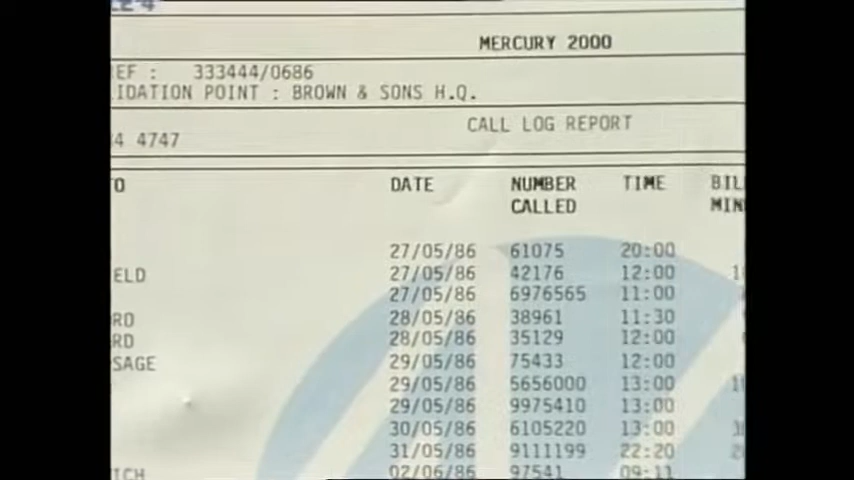 MERCURY 2000
EF : 333444/0686
LIDATION POINT : BROWN & SONS H.Q.
CALL LOG REPORT
4 4747
TO DATE NUMBER TIME BILL
CALLED MIN
27/05/86 61075 20:00
ELD 27/05/86 42176 12:00
27/05/86 6976565 11:00
RD 28/05/86 38961 11:30
RD 28/05/86 35129 12:00
SAGE 29/05/86 75433 12:00
29/05/86 5656000 13:00
29/05/86 9975410 13:00
30/05/86 6105220 13:00
31/05/86 9111199 22:20
ICH 02/06/86 97541 09:11